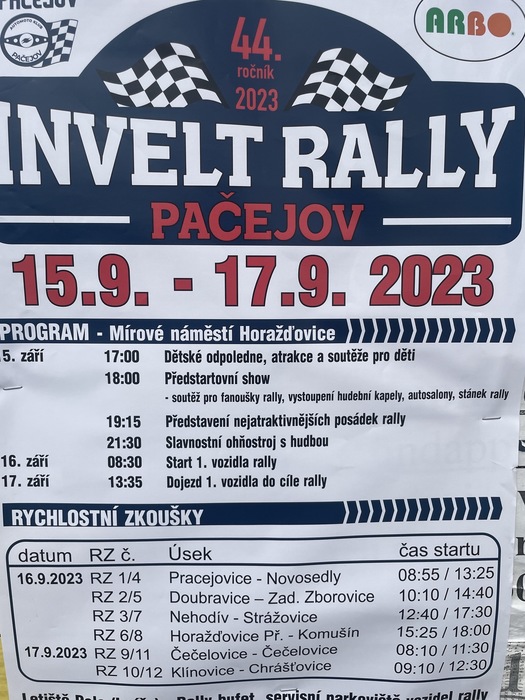 PAČEJOV
AUTOMOTO KLUB
PAČEJOV
ARBO
44.
ročník
2023
INVELT RALLY
PAČEJOV
15.9. - 17.9. 2023
PROGRAM - Mírové náměstí Horažďovice
5. září 17:00 Dětské odpoledne, atrakce a soutěže pro děti
18:00 Předstartovní show
- soutěž pro fanoušky rally, vystoupení hudební kapely, autosalony, stánek rally
19:15 Představení nejatraktivnějších posádek rally
21:30 Slavnostní ohňostroj s hudbou
16. září 08:30 Start 1. vozidla rally
17. září 13:35 Dojezd 1. vozidla do cíle rally
RYCHLOSTNÍ ZKOUŠKY
datum RZ č. Úsek čas startu
16.9.2023 RZ 1/4 Pracejovice - Novosedly 08:55 / 13:25
RZ 2/5 Doubravice – Zad. Zborovice 10:10 / 14:40
RZ 3/7 Nehodív - Strážovice 12:40 / 17:30
RZ 6/8 Horažďovice Př. - Komušín 15:25 / 18:00
17.9.2023 RZ 9/11 Čečelovice - Čečelovice 08:10 / 11:30
RZ 10/12 Klínovice - Chrášťovice 09:10 / 12:30
servisní parkoviště vozidel rally